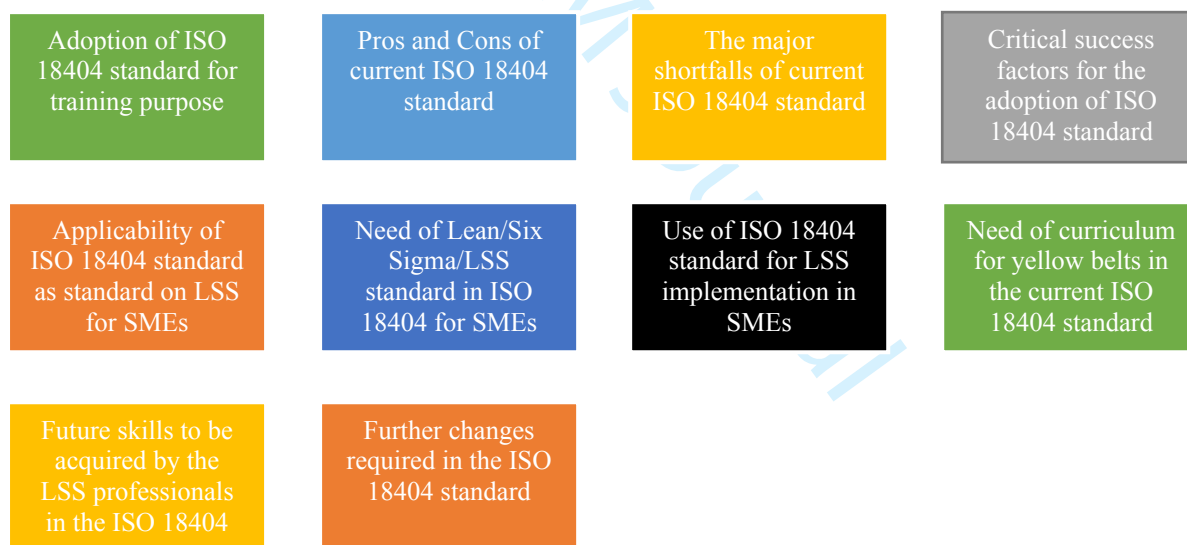 Adoption of ISO
18404 standard for
training purpose
Pros and Cons of
current ISO 18404
standard
The major
shortfalls of current
ISO 18404 standard
Critical success
factors for the
adoption of ISO
18404 standard
Applicability of
ISO 18404 standard
as standard on LSS
for SMEs
Need of Lean/Six
Sigma/LSS
standard in ISO
18404 for SMEs
Use of ISO 18404
standard for LSS
implementation in
SMEs
Need of curriculum
for yellow belts in
the current ISO
18404 standard
Future skills to be
acquired by the
LSS professionals
in the ISO 18404
Further changes
required in the ISO
18404 standard